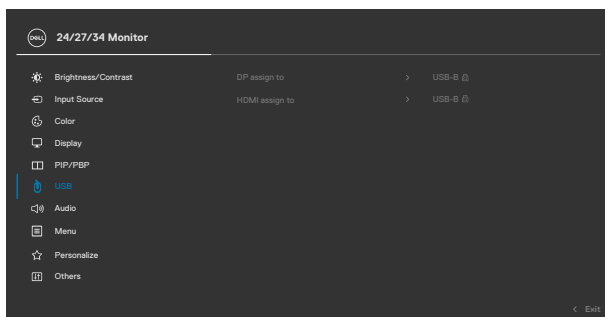 DELL 24/27/34 Monitor
Brightness/Contrast DP assign to > USB-B
Input Source HDMI assign to > USB-B
Color
Display
PIP/PBP
USB
Audio
Menu
Personalize
Others
< Exit